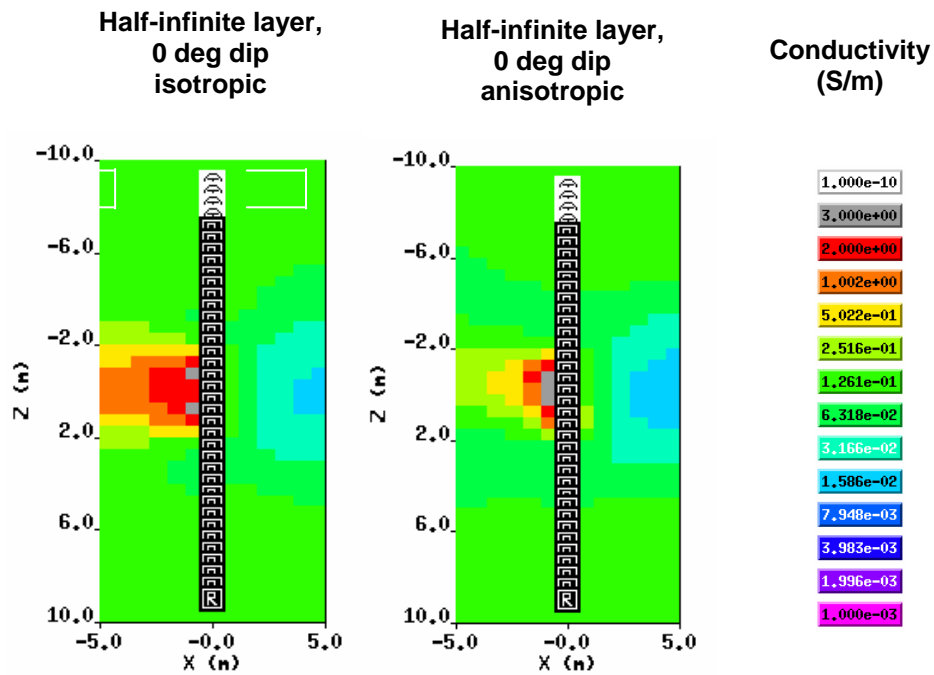 Half-infinite layer,
0 deg dip
isotropic
Half-infinite layer,
0 deg dip
anisotropic
Conductivity
(S/m)
-10.0
-6.0
-2.0
2.0
6.0
10.0
-5.0
-0.0
5.0
X (m)
Z (m)
R
-10.0
-6.0
-2.0
2.0
6.0
10.0
-5.0
-0.0
5.0
X (m)
Z (m)
R
1.000e-10
3.000e+00
2.000e+00
1.002e+00
5.022e-01
2.516e-01
1.261e-01
6.318e-02
3.166e-02
1.586e-02
7.948e-03
3.983e-03
1.996e-03
1.000e-03